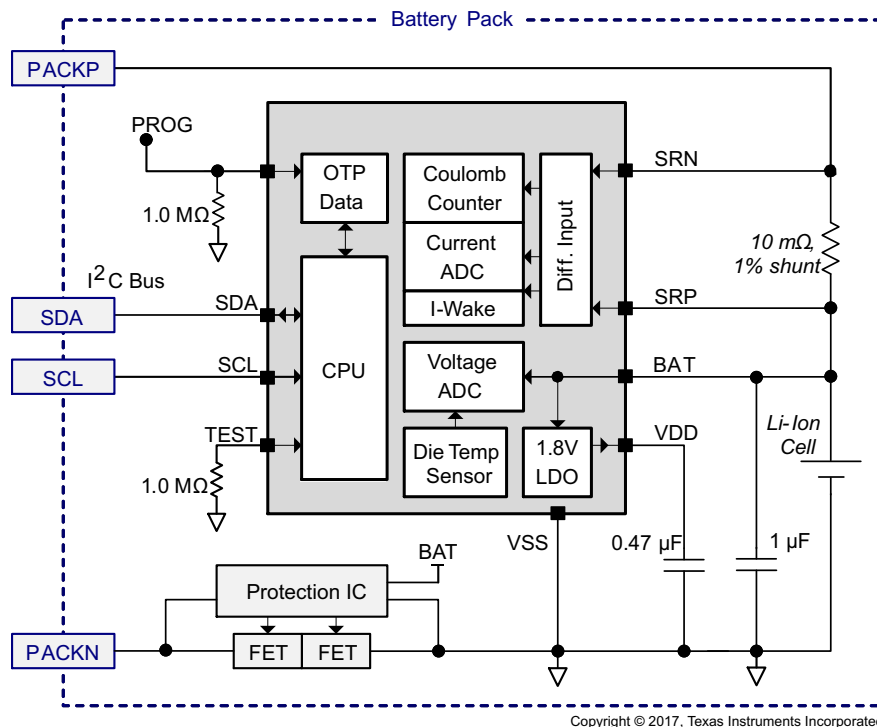 Battery Pack
PACKP
PROG
1.0 MΩ
OTP
Data
Coulomb
Counter
Current
ADC
I-Wake
Diff. Input
SRN
10 mΩ,
1% shunt
SRP
I²C Bus
SDA
SDA
SCL
SCL
CPU
TEST
1.0 MΩ
Voltage
ADC
BAT
Die Temp
Sensor
1.8V
LDO
VDD
Li-Ion
Cell
VSS
0.47 µF
1 µF
BAT
Protection IC
PACKN
FET
FET
Copyright © 2017, Texas Instruments Incorporated